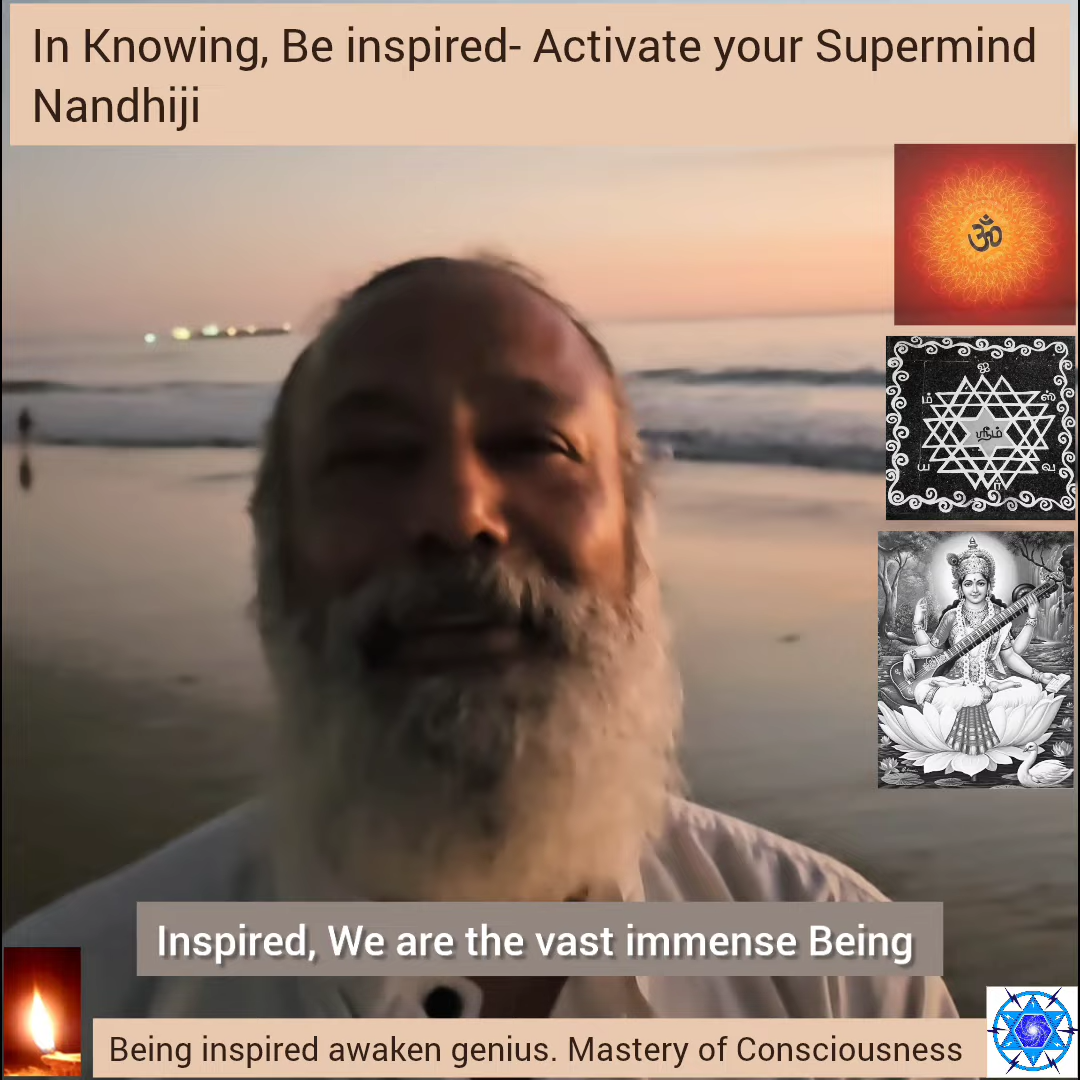 In Knowing, Be inspired- Activate your Supermind
Nandhiji
ॐ
ஐ
ம்
ஸ்
ஸ்ரீம்
ய
வ
ர்
Inspired, We are the vast immense Being
Being inspired awaken genius. Mastery of Consciousness